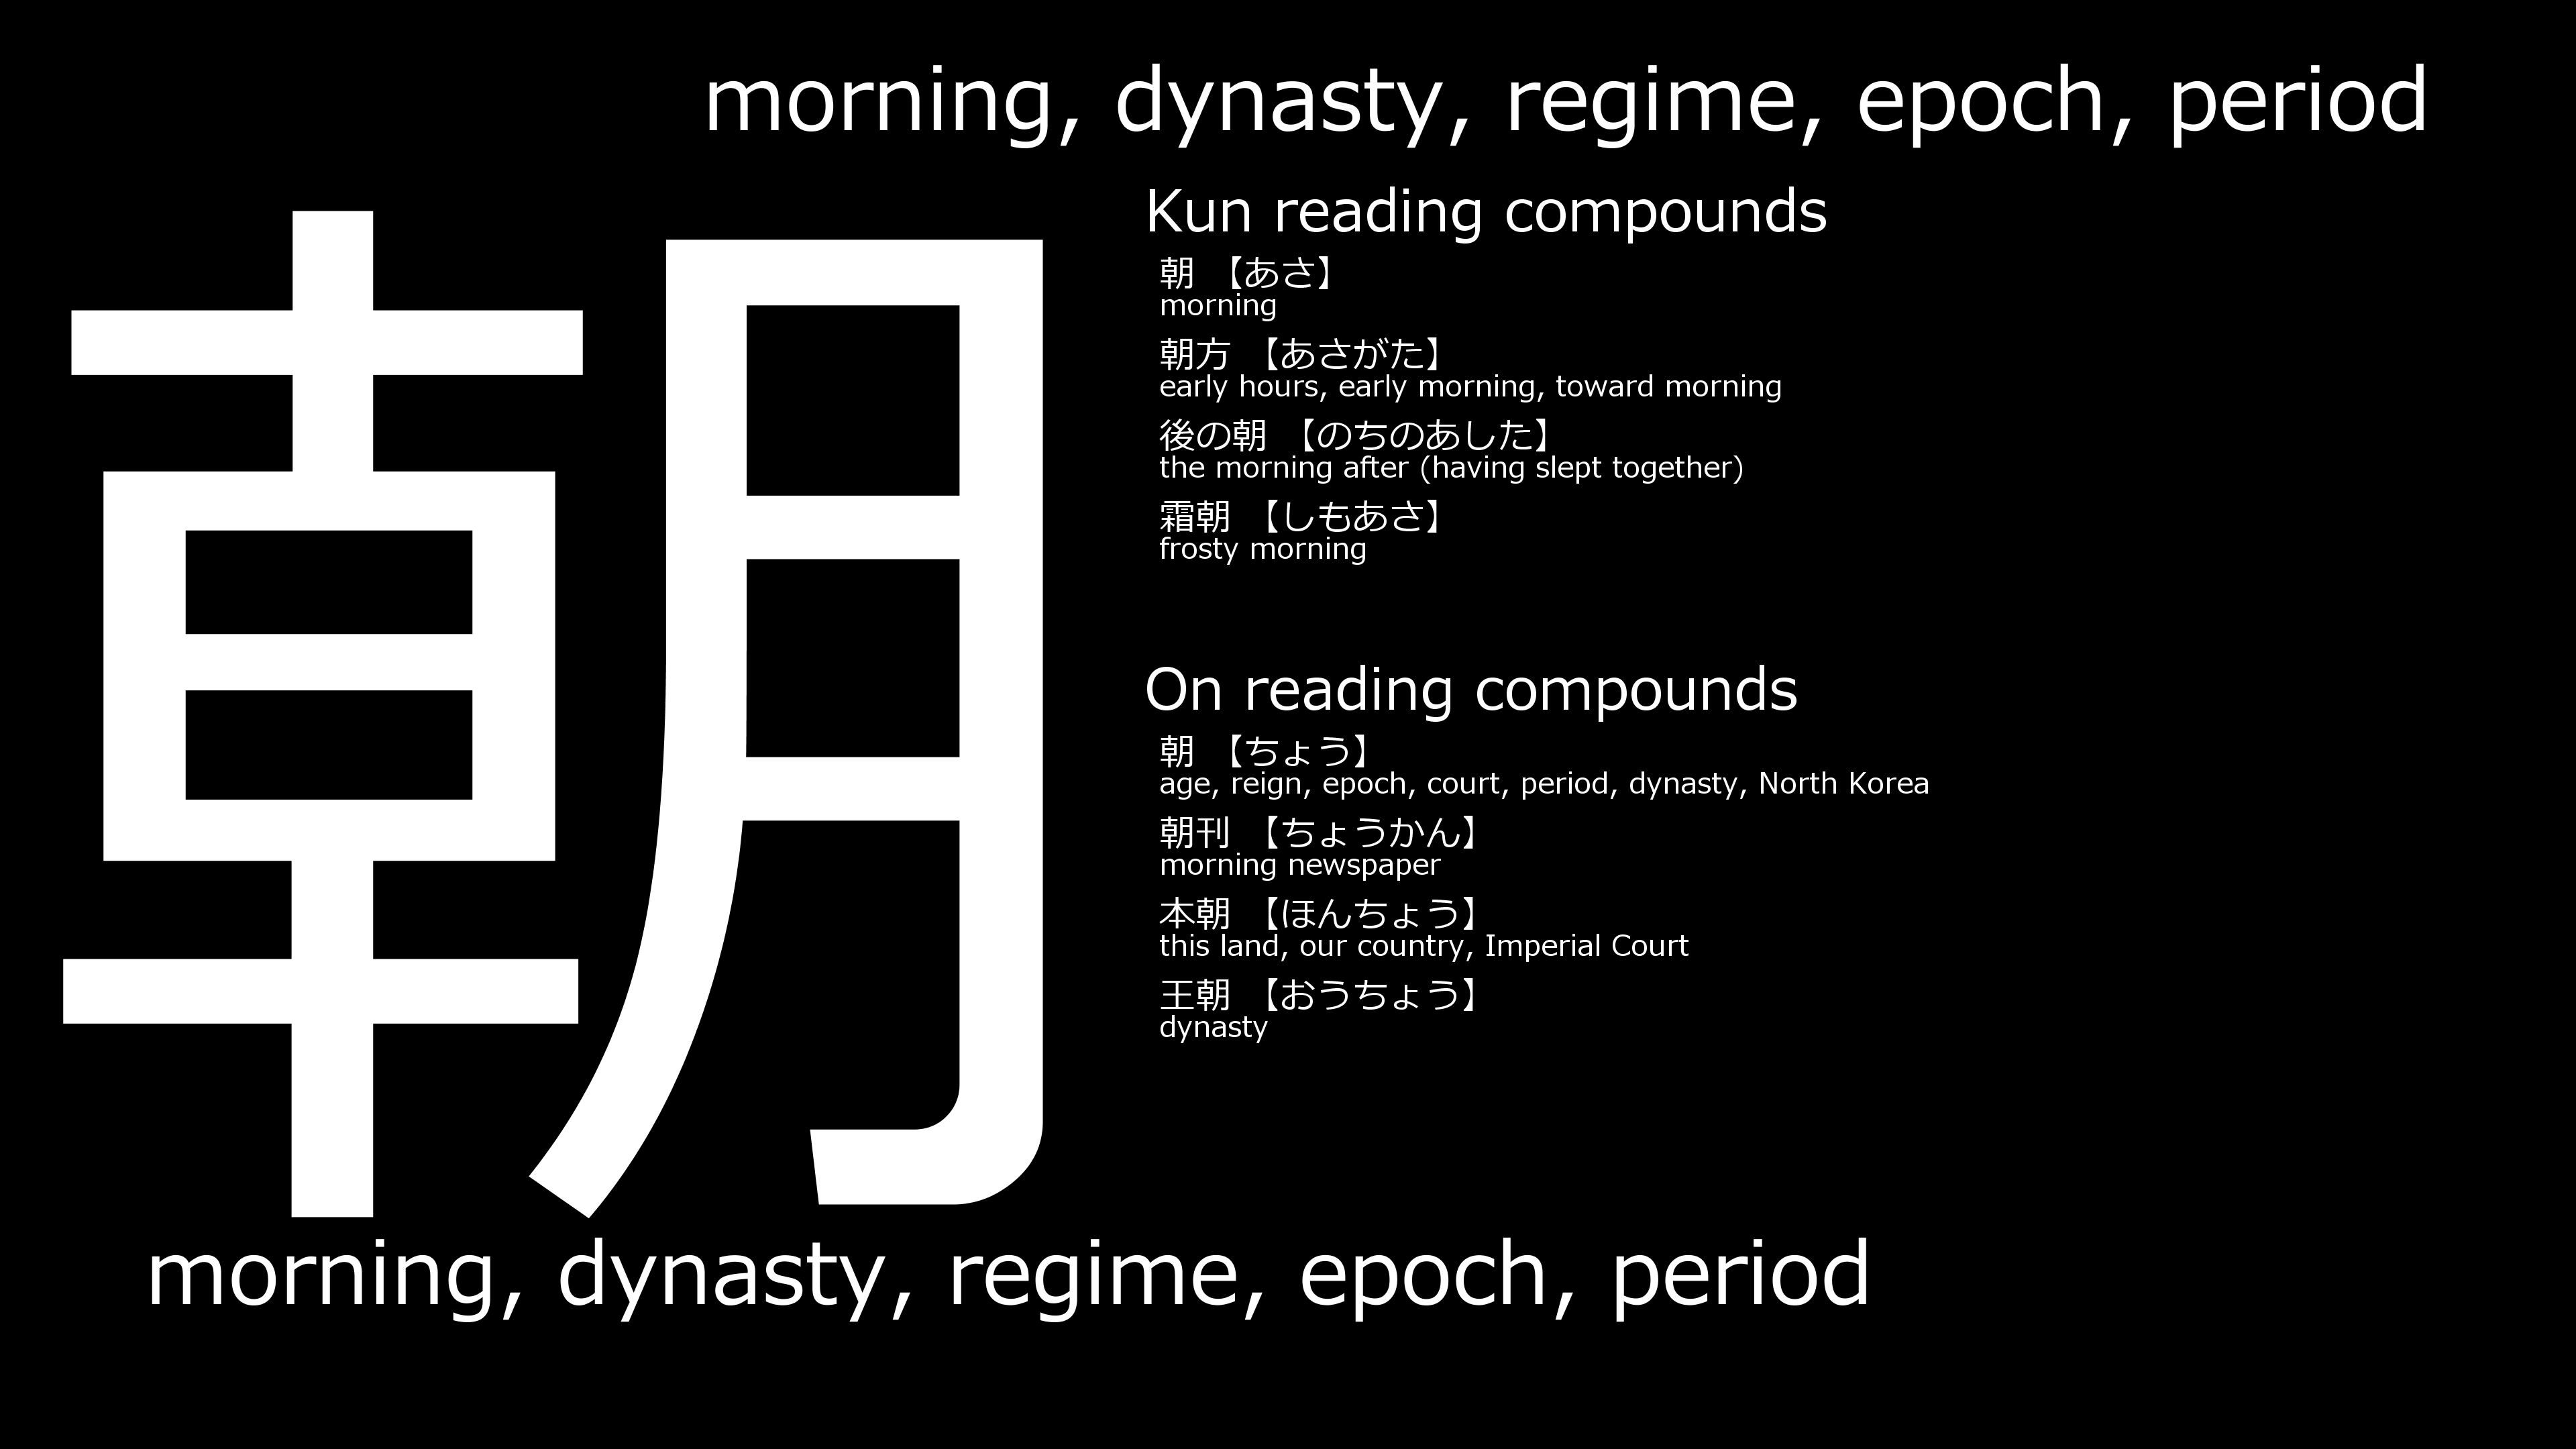 morning, dynasty, regime, epoch, period
朝
Kun reading compounds
朝 【あさ】
morning
朝方 【あさがた】
early hours, early morning, toward morning
後の朝 【のちのあした】
the morning after (having slept together)
霜朝 【しもあさ】
frosty morning
On reading compounds
朝 【ちょう】
age, reign, epoch, court, period, dynasty, North Korea
朝刊 【ちょうかん】
morning newspaper
本朝 【ほんちょう】
this land, our country, Imperial Court
王朝 【おうちょう】
dynasty
morning, dynasty, regime, epoch, period